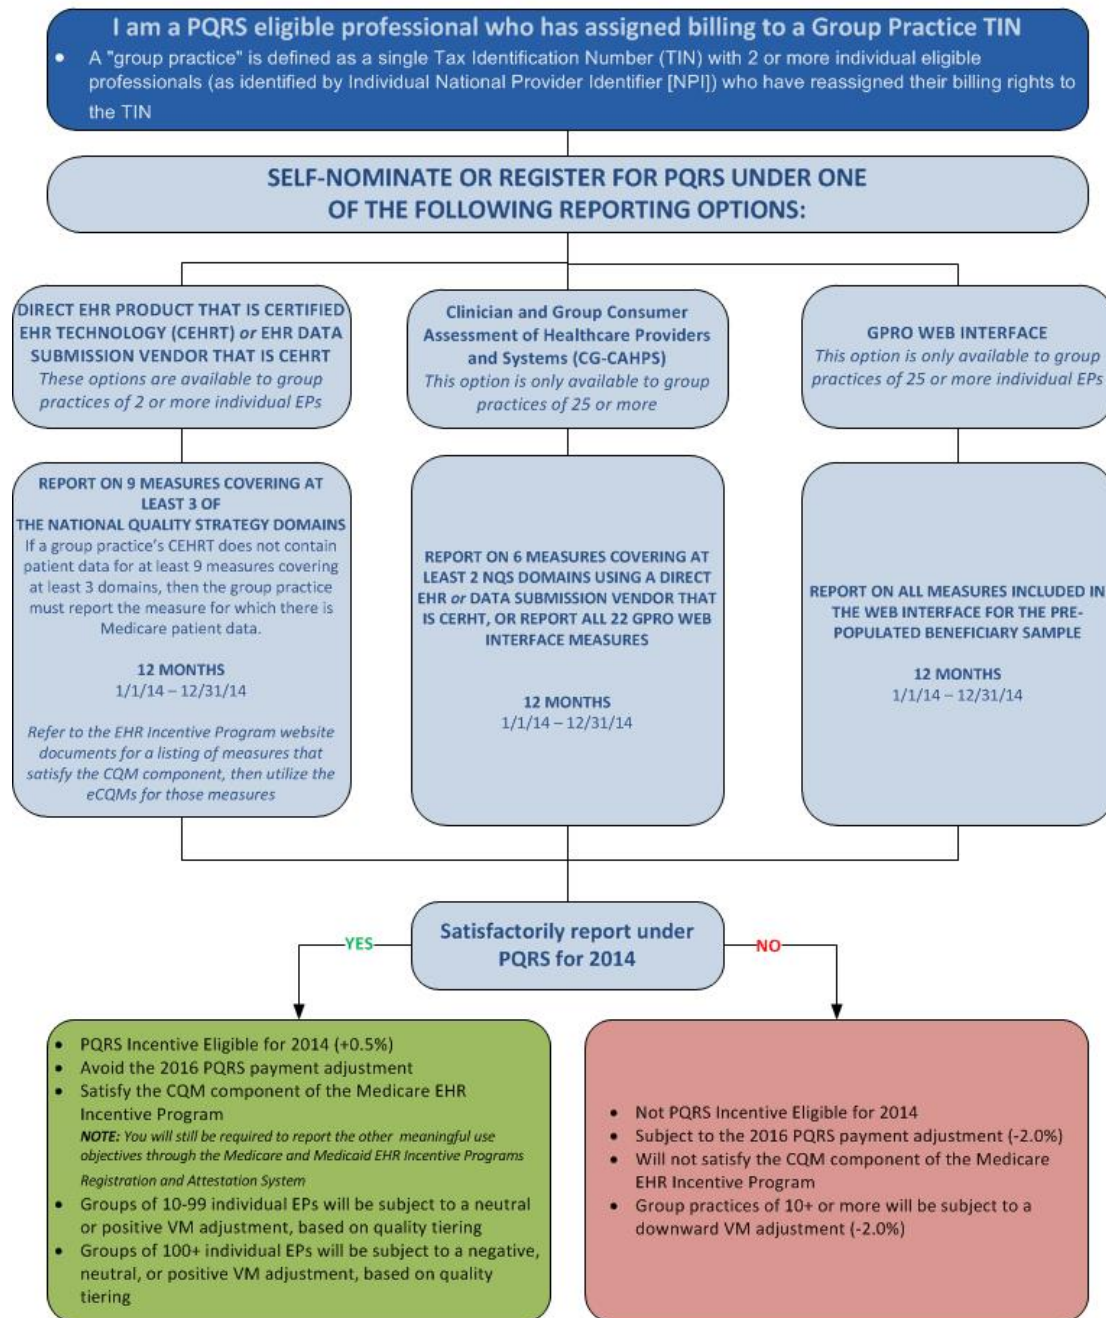 I am a PQRS eligible professional who has assigned billing to a Group Practice TIN
• A "group practice" is defined as a single Tax Identification Number (TIN) with 2 or more individual eligible
professionals (as identified by Individual National Provider Identifier [NPI]) who have reassigned their billing rights to
the TIN
SELF-NOMINATE OR REGISTER FOR PQRS UNDER ONE
OF THE FOLLOWING REPORTING OPTIONS:
DIRECT EHR PRODUCT THAT IS CERTIFIED
EHR TECHNOLOGY (CEHRT) or EHR DATA
SUBMISSION VENDOR THAT IS CEHRT
These options are available to group
practices of 2 or more individual EPs
Clinician and Group Consumer
Assessment of Healthcare Providers
and Systems (CG-CAHPS)
This option is only available to group
practices of 25 or more
GPRO WEB INTERFACE
This option is only available to group
practices of 25 or more individual EPs
REPORT ON 9 MEASURES COVERING AT
LEAST 3 OF
THE NATIONAL QUALITY STRATEGY DOMAINS
If a group practice's CEHRT does not contain
patient data for at least 9 measures covering
at least 3 domains, then the group practice
must report the measure for which there is
Medicare patient data.
12 MONTHS
1/1/14 – 12/31/14
Refer to the EHR Incentive Program website
documents for a listing of measures that
satisfy the CQM component, then utilize the
eCQMs for those measures
REPORT ON 6 MEASURES COVERING AT
LEAST 2 NQS DOMAINS USING A DIRECT
EHR or DATA SUBMISSION VENDOR THAT
IS CERHT, OR REPORT ALL 22 GPRO WEB
INTERFACE MEASURES
12 MONTHS
1/1/14 – 12/31/14
REPORT ON ALL MEASURES INCLUDED IN
THE WEB INTERFACE FOR THE PRE-
POPULATED BENEFICIARY SAMPLE
12 MONTHS
1/1/14 – 12/31/14
Satisfactorily report under
PQRS for 2014
YES
NO
• PQRS Incentive Eligible for 2014 (+0.5%)
• Avoid the 2016 PQRS payment adjustment
• Satisfy the CQM component of the Medicare EHR
Incentive Program
NOTE: You will still be required to report the other meaningful use
objectives through the Medicare and Medicaid EHR Incentive Programs
Registration and Attestation System
• Groups of 10-99 individual EPs will be subject to a neutral
or positive VM adjustment, based on quality tiering
• Groups of 100+ individual EPs will be subject to a negative,
neutral, or positive VM adjustment, based on quality
tiering
• Not PQRS Incentive Eligible for 2014
• Subject to the 2016 PQRS payment adjustment (-2.0%)
• Will not satisfy the CQM component of the Medicare
EHR Incentive Program
• Group practices of 10+ or more will be subject to a
downward VM adjustment (-2.0%)